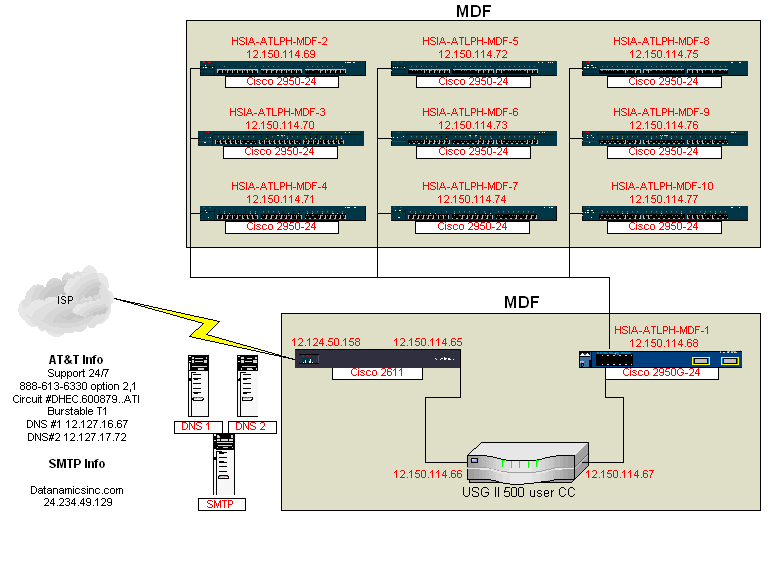 MDF
HSIA-ATLPH-MDF-2
12.150.114.69
Cisco 2950-24
HSIA-ATLPH-MDF-5
12.150.114.72
Cisco 2950-24
HSIA-ATLPH-MDF-8
12.150.114.75
Cisco 2950-24
HSIA-ATLPH-MDF-3
12.150.114.70
Cisco 2950-24
HSIA-ATLPH-MDF-6
12.150.114.73
Cisco 2950-24
HSIA-ATLPH-MDF-9
12.150.114.76
Cisco 2950-24
HSIA-ATLPH-MDF-4
12.150.114.71
Cisco 2950-24
HSIA-ATLPH-MDF-7
12.150.114.74
Cisco 2950-24
HSIA-ATLPH-MDF-10
12.150.114.77
Cisco 2950-24
ISP
MDF
12.124.50.158
12.150.114.65
Cisco 2611
HSIA-ATLPH-MDF-1
12.150.114.68
Cisco 2950G-24
12.150.114.66
12.150.114.67
USG II 500 user CC
AT&T Info
Support 24/7
888-613-6330 option 2,1
Circuit #DHEC.600879..ATI
Burstable T1
DNS #1 12.127.16.67
DNS#2 12.127.17.72
SMTP Info
Datanamicsinc.com
24.234.49.129
DNS 1
DNS 2
SMTP